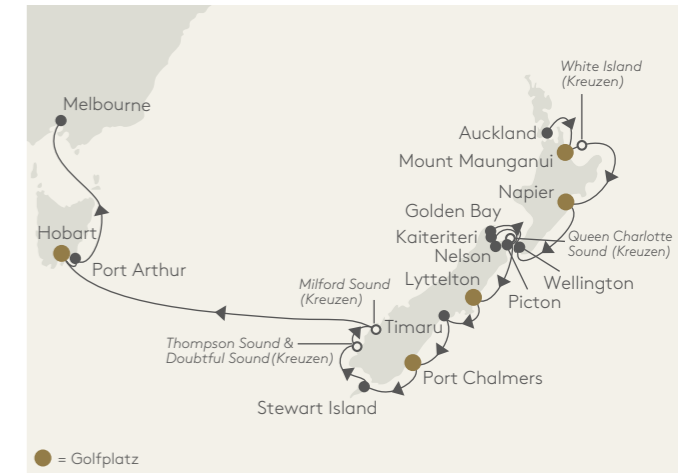 White Island
(Kreuzen)
Melbourne
Auckland
Mount Maunganui
Napier
Golden Bay
Hobart
Kaiteriteri
Queen Charlotte
Sound (Kreuzen)
Nelson
Port Arthur
Lyttelton
Wellington
Milford Sound
(Kreuzen)
Picton
Timaru
Thompson Sound &
Doubtful Sound(Kreuzen)
Port Chalmers
Stewart Island
= Golfplatz